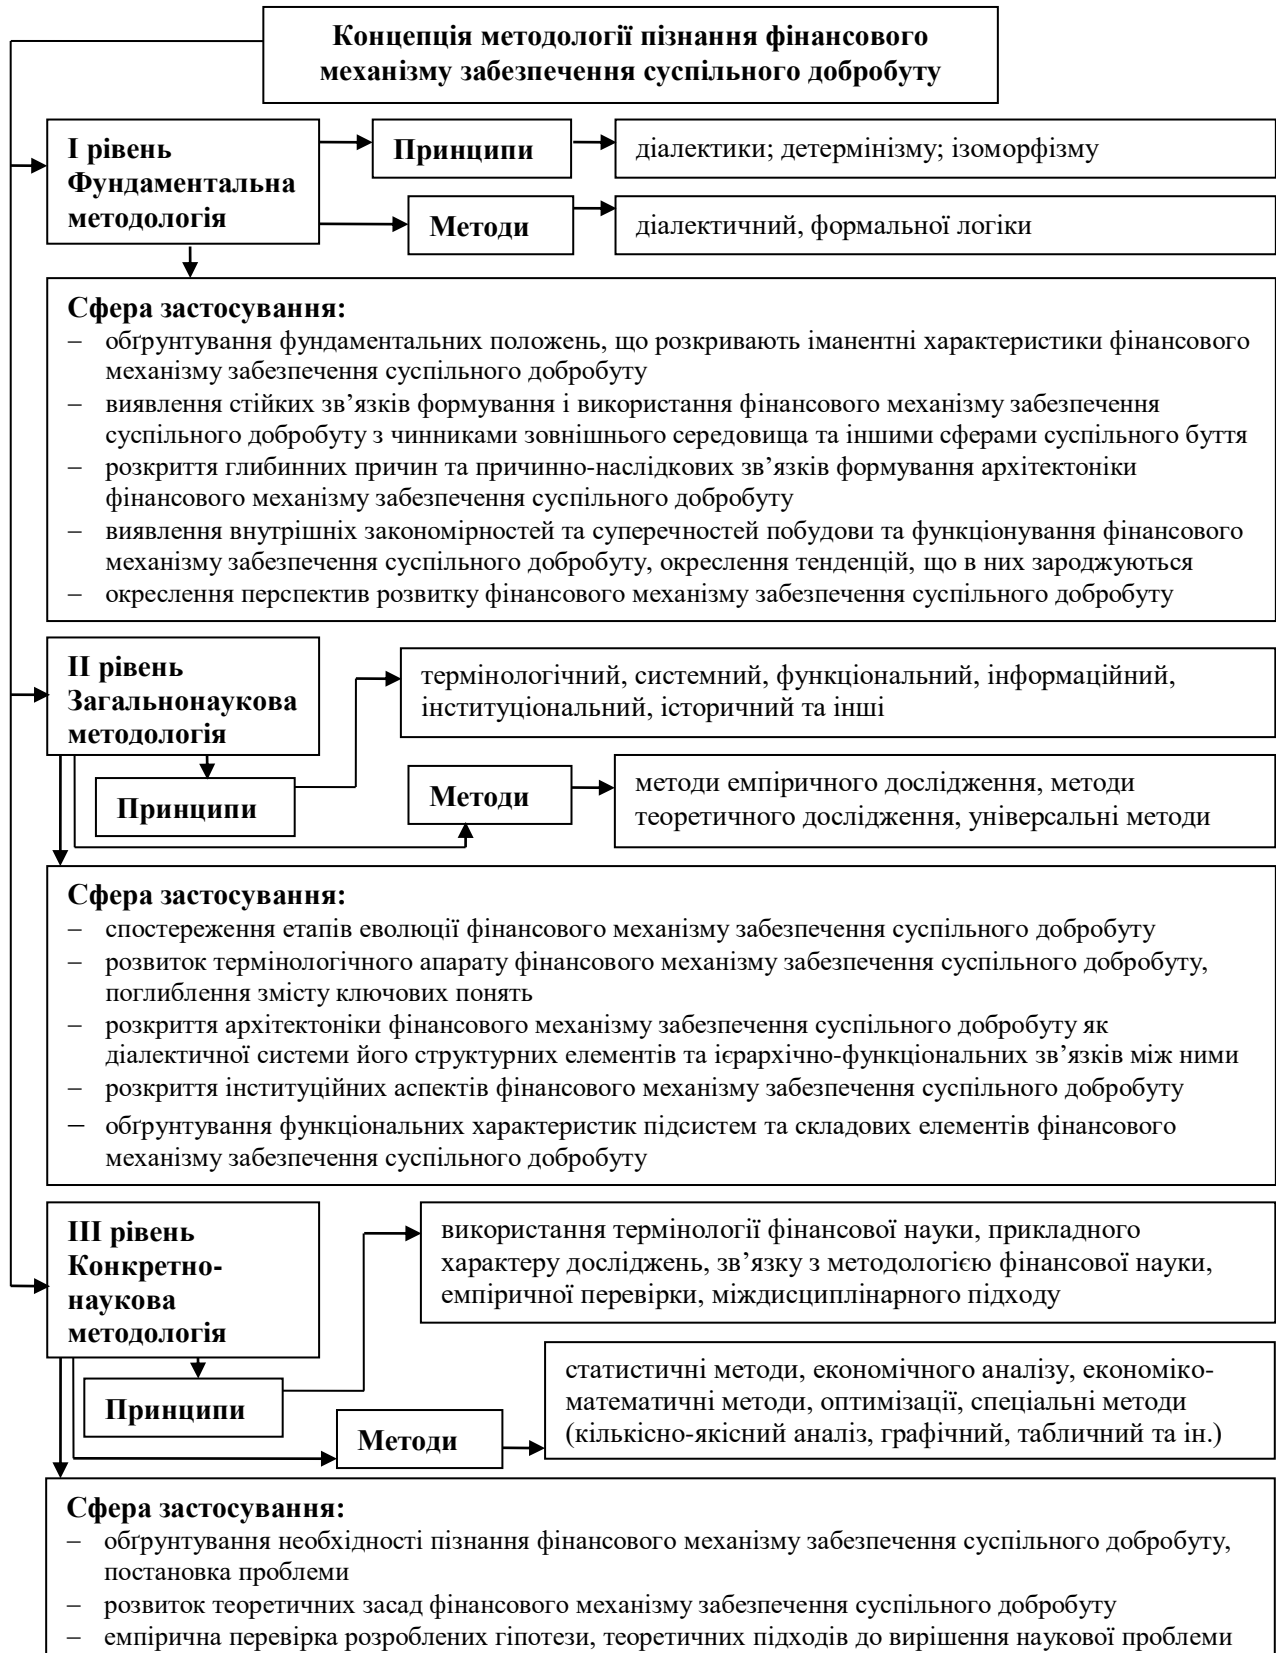 Концепція методології пізнання фінансового
механізму забезпечення суспільного добробуту
І рівень
Фундаментальна
методологія
Принципи
діалектики; детермінізму; ізоморфізму
Методи
діалектичний, формальної логіки
Сфера застосування:
– обґрунтування фундаментальних положень, що розкривають іманентні характеристики фінансового
механізму забезпечення суспільного добробуту
– виявлення стійких зв’язків формування і використання фінансового механізму забезпечення
суспільного добробуту з чинниками зовнішнього середовища та іншими сферами суспільного буття
– розкриття глибинних причин та причинно-наслідкових зв’язків формування архітектоніки
фінансового механізму забезпечення суспільного добробуту
– виявлення внутрішніх закономірностей та суперечностей побудови та функціонування фінансового
механізму забезпечення суспільного добробуту, окреслення тенденцій, що в них зароджуються
– окреслення перспектив розвитку фінансового механізму забезпечення суспільного добробуту
ІІ рівень
Загальнонаукова
методологія
термінологічний, системний, функціональний, інформаційний,
інституціональний, історичний та інші
Принципи
Методи
методи емпіричного дослідження, методи
теоретичного дослідження, універсальні методи
Сфера застосування:
– спостереження етапів еволюції фінансового механізму забезпечення суспільного добробуту
– розвиток термінологічного апарату фінансового механізму забезпечення суспільного добробуту,
поглиблення змісту ключових понять
– розкриття архітектоніки фінансового механізму забезпечення суспільного добробуту як
діалектичної системи його структурних елементів та ієрархічно-функціональних зв’язків між ними
– розкриття інституційних аспектів фінансового механізму забезпечення суспільного добробуту
– обґрунтування функціональних характеристик підсистем та складових елементів фінансового
механізму забезпечення суспільного добробуту
ІІІ рівень
Конкретно-
наукова
методологія
використання термінології фінансової науки, прикладного
характеру досліджень, зв’язку з методологією фінансової науки,
емпіричної перевірки, міждисциплінарного підходу
Принципи
Методи
статистичні методи, економічного аналізу, економіко-
математичні методи, оптимізації, спеціальні методи
(кількісно-якісний аналіз, графічний, табличний та ін.)
Сфера застосування:
– обґрунтування необхідності пізнання фінансового механізму забезпечення суспільного добробуту,
постановка проблеми
– розвиток теоретичних засад фінансового механізму забезпечення суспільного добробуту
– емпірична перевірка розроблених гіпотези, теоретичних підходів до вирішення наукової проблеми